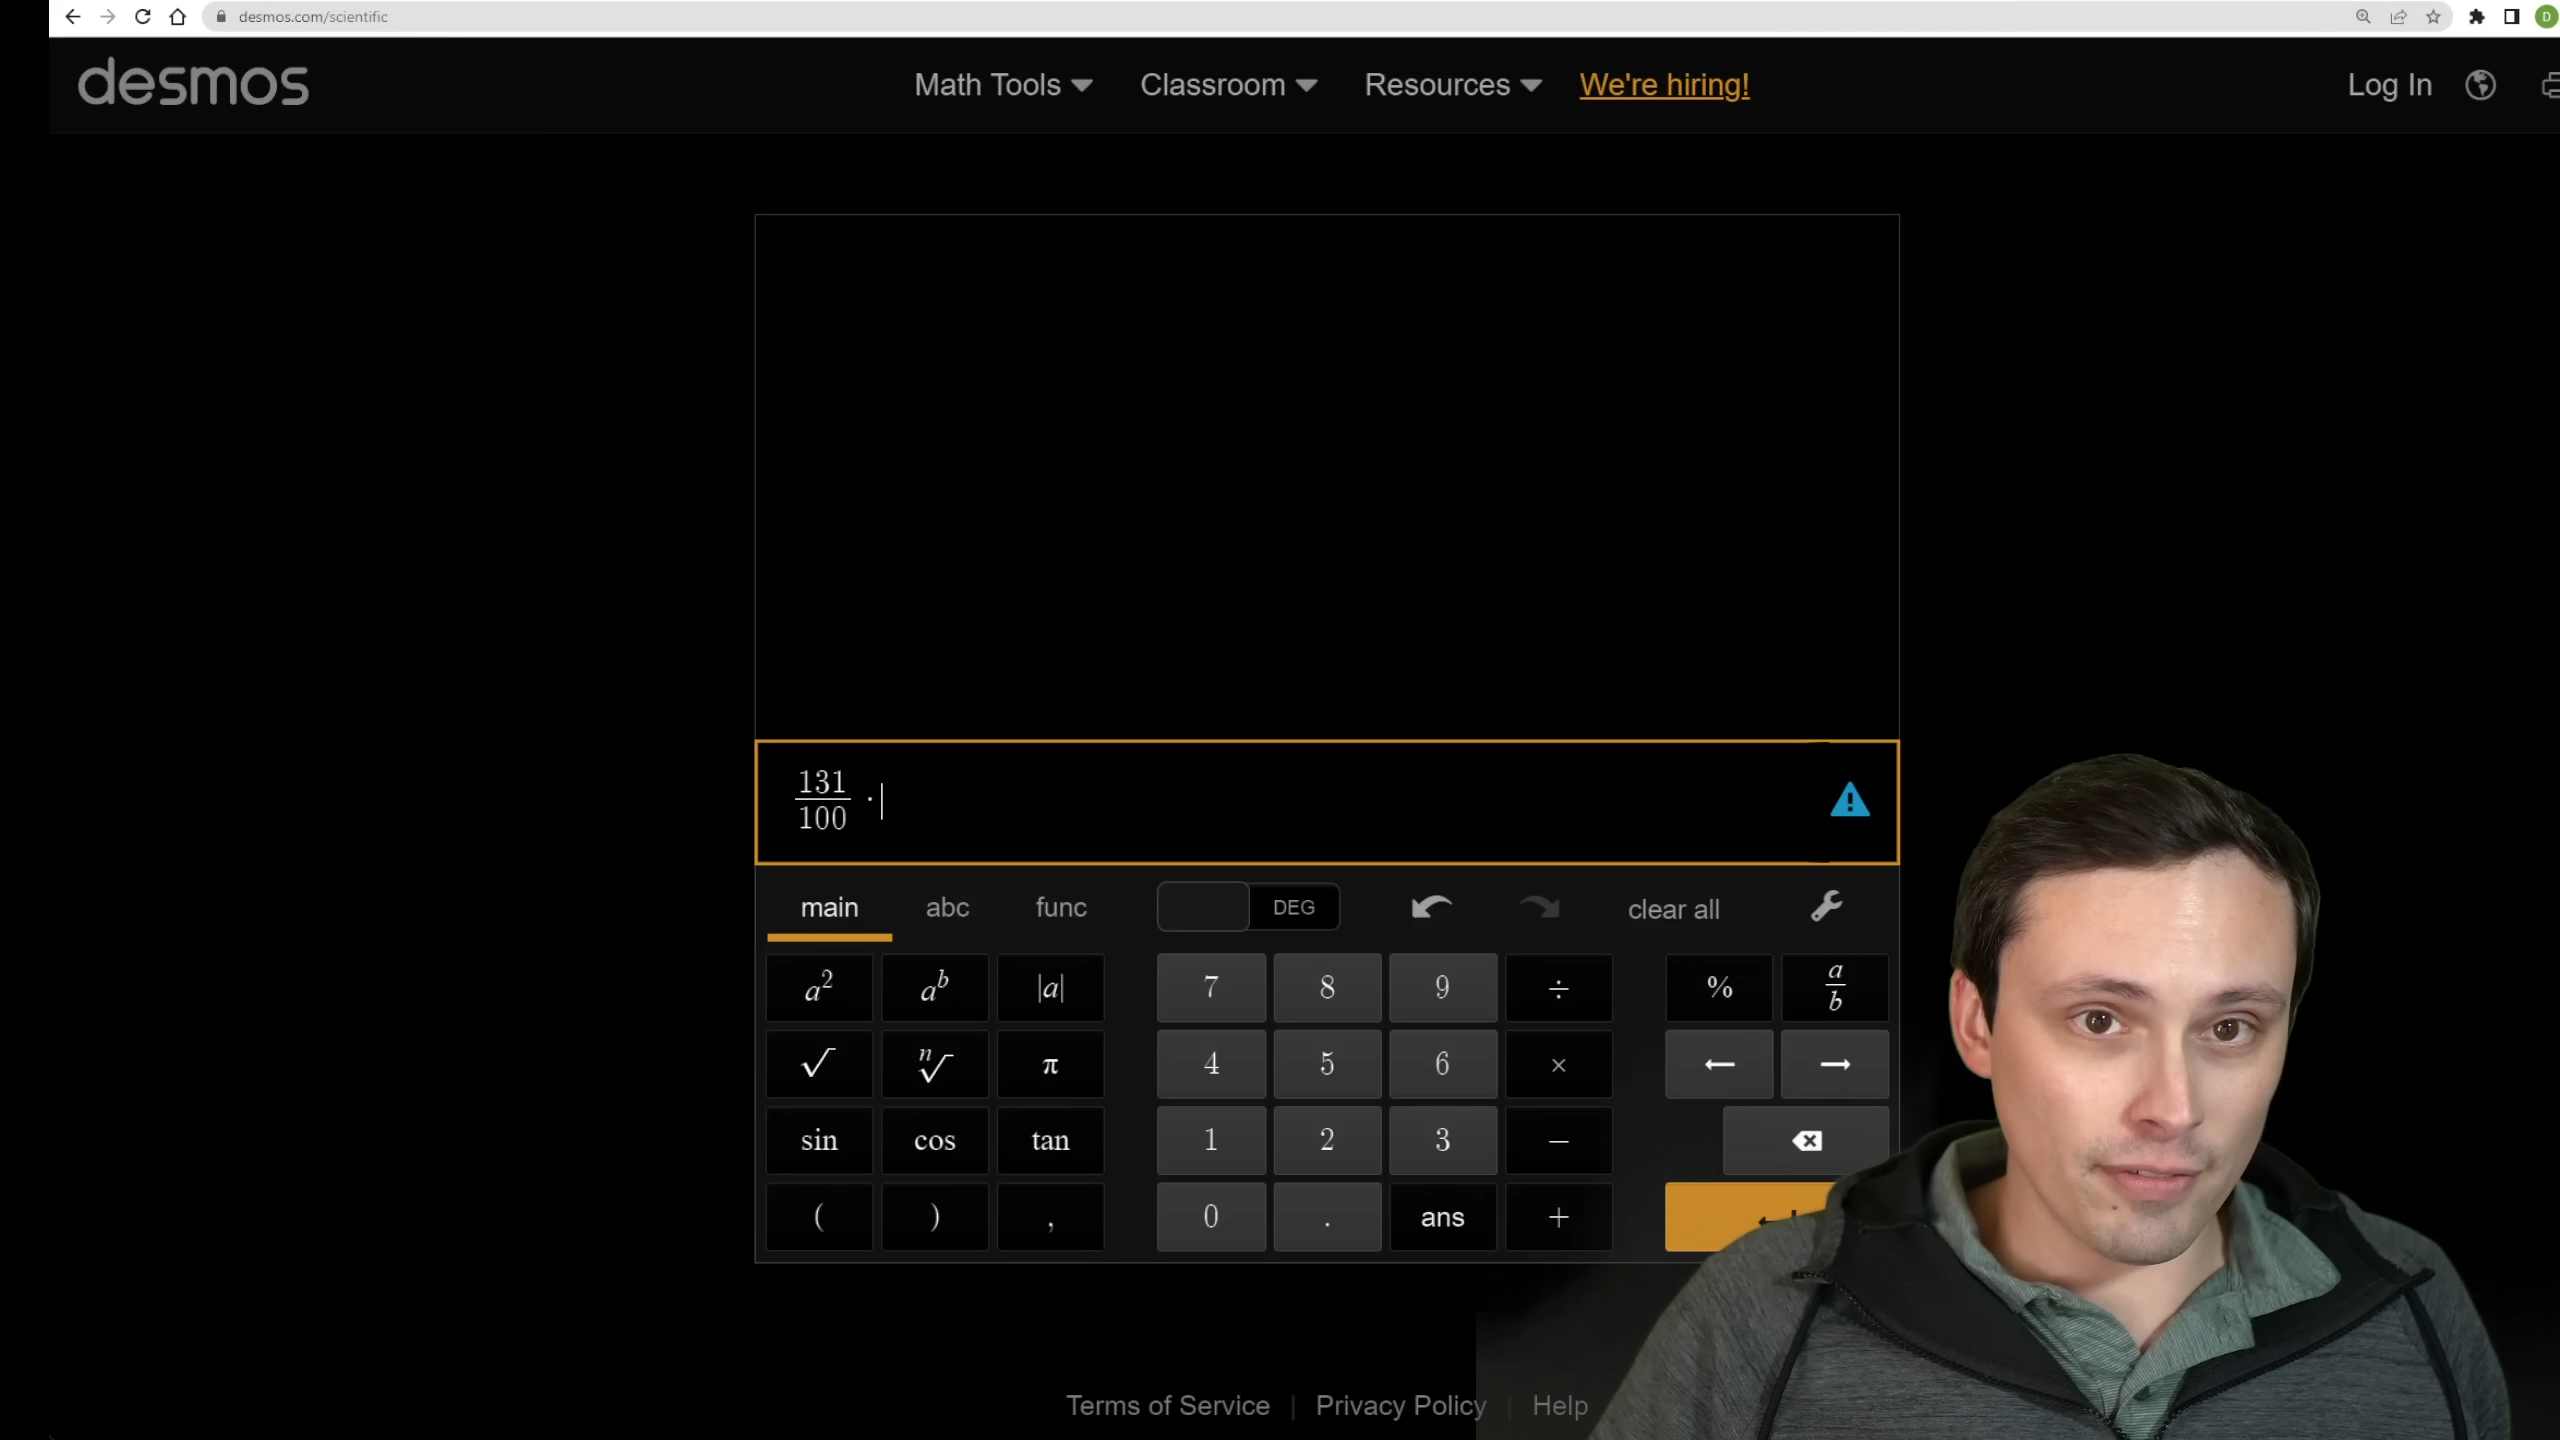 desmos.com/scientific
D
desmos
Math Tools
Classroom
Resources
We're hiring!
Log In
131
100
·
main
abc
func
DEG
clear all
a² aᵇ |a| 7 8 9 ÷ % a/b
√ ⁿ√ π 4 5 6 × ← →
sin cos tan 1 2 3 −
( ) , 0 . ans +
Terms of Service | Privacy Policy | Help